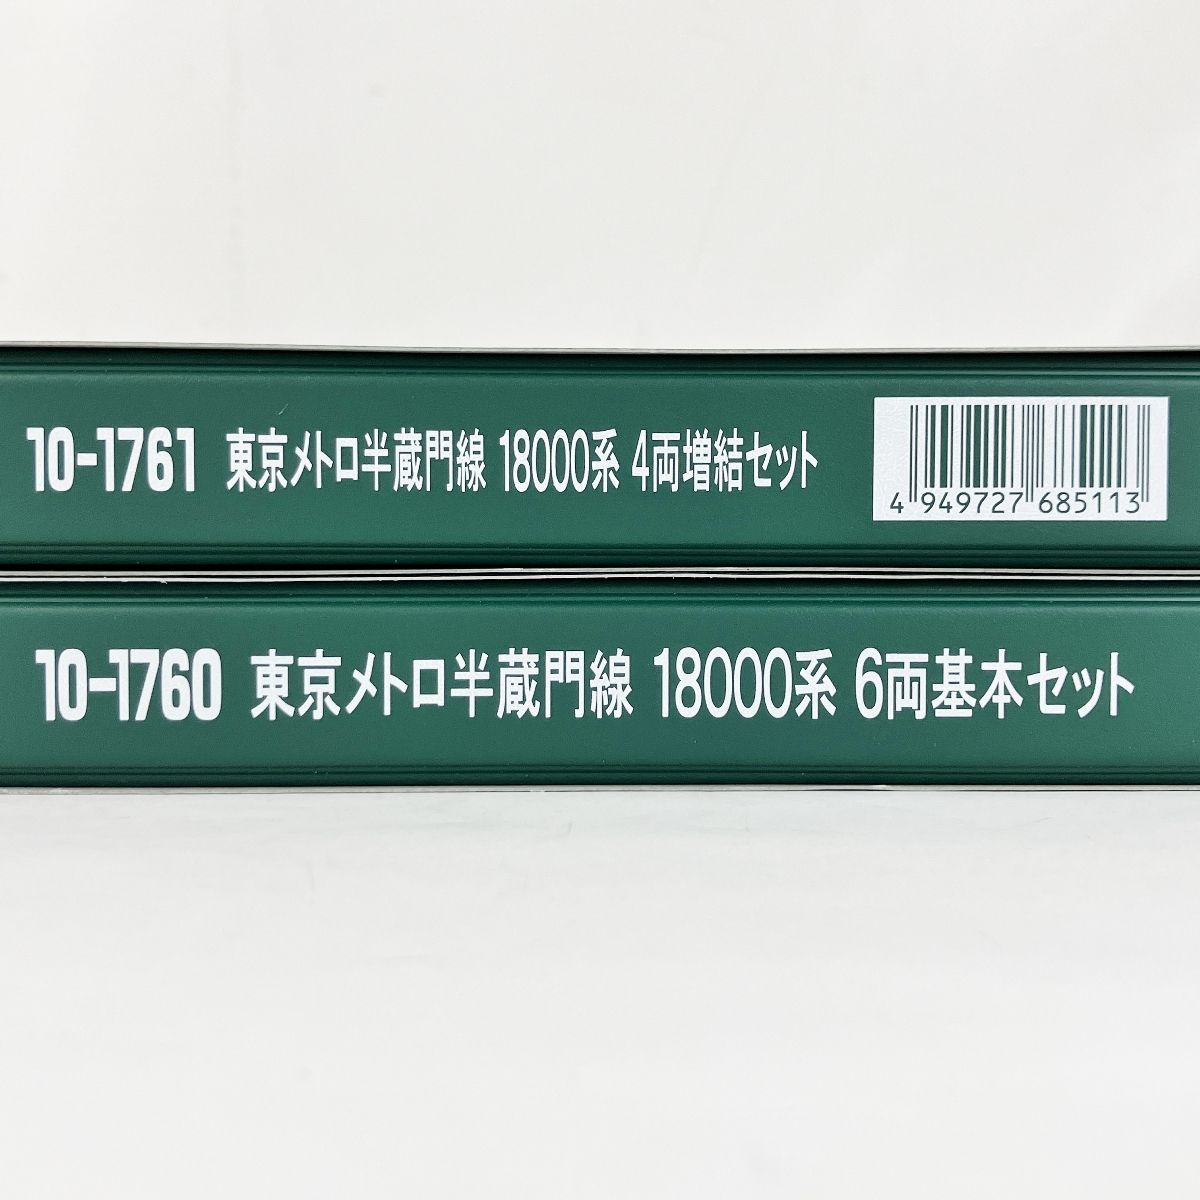 10-1761 東京メトロ半蔵門線 18000系 4両増結セット
4 949727 685113
10-1760 東京メトロ半蔵門線 18000系 6両基本セット